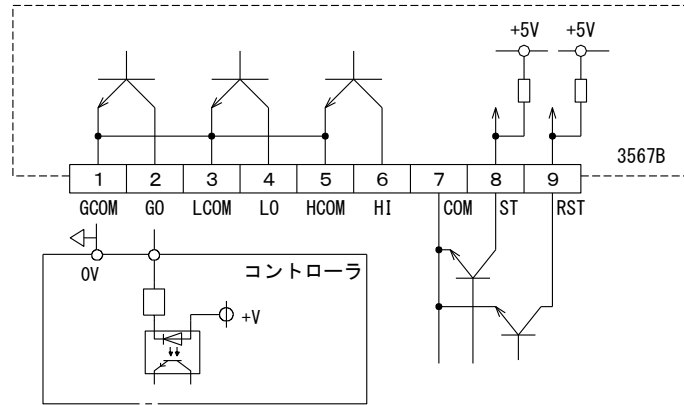 +5V +5V
3567B
1 2 3 4 5 6 7 8 9
GCOM GO LCOM LO HCOM HI COM ST RST
0V
コントローラ
+V